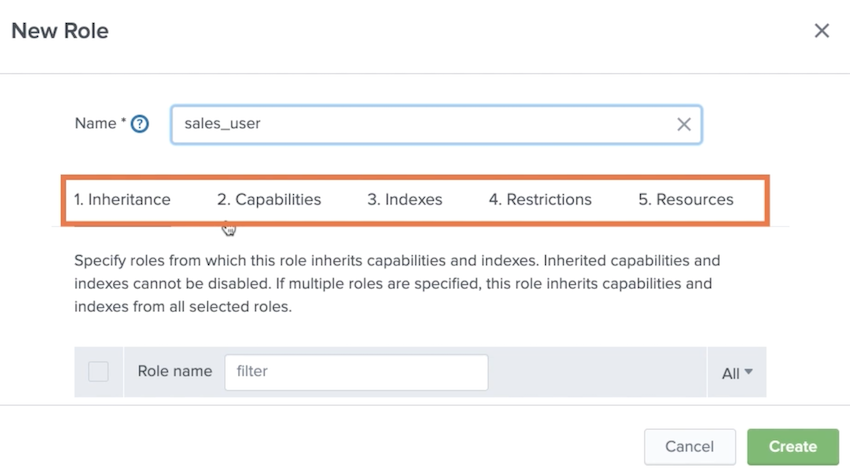 New Role
Name * ?
sales_user
1. Inheritance 2. Capabilities 3. Indexes 4. Restrictions 5. Resources
Specify roles from which this role inherits capabilities and indexes. Inherited capabilities and
indexes cannot be disabled. If multiple roles are specified, this role inherits capabilities and
indexes from all selected roles.
Role name filter All
Cancel Create